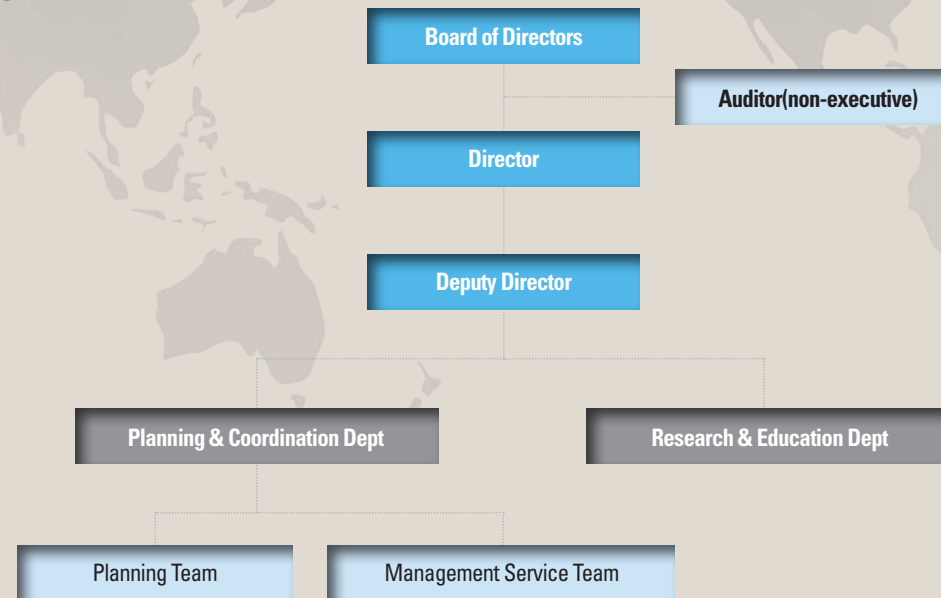 Board of Directors
Auditor(non-executive)
Director
Deputy Director
Planning & Coordination Dept
Research & Education Dept
Planning Team
Management Service Team